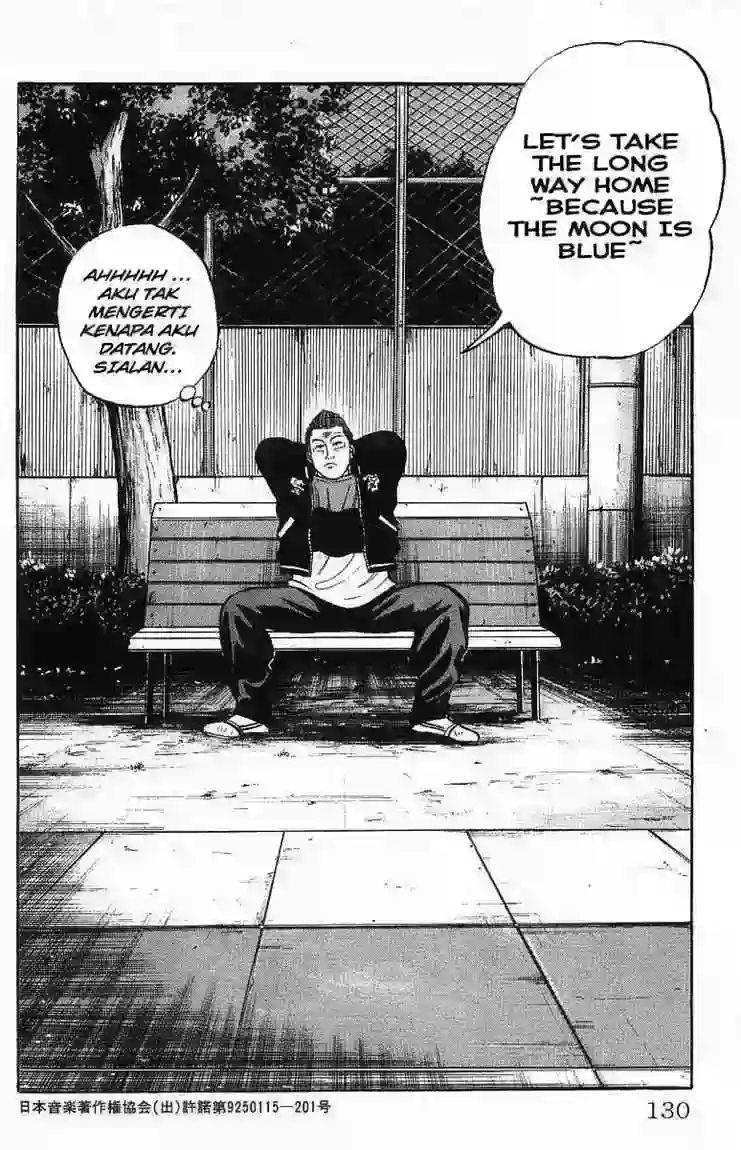 LET'S TAKE
THE LONG
WAY HOME
~BECAUSE
THE MOON IS
BLUE~
AHHHHH ...
AKU TAK
MENGERTI
KENAPA AKU
DATANG.
SIALAN...
日本音楽著作権協会(出)許諾第9250115—201号
130